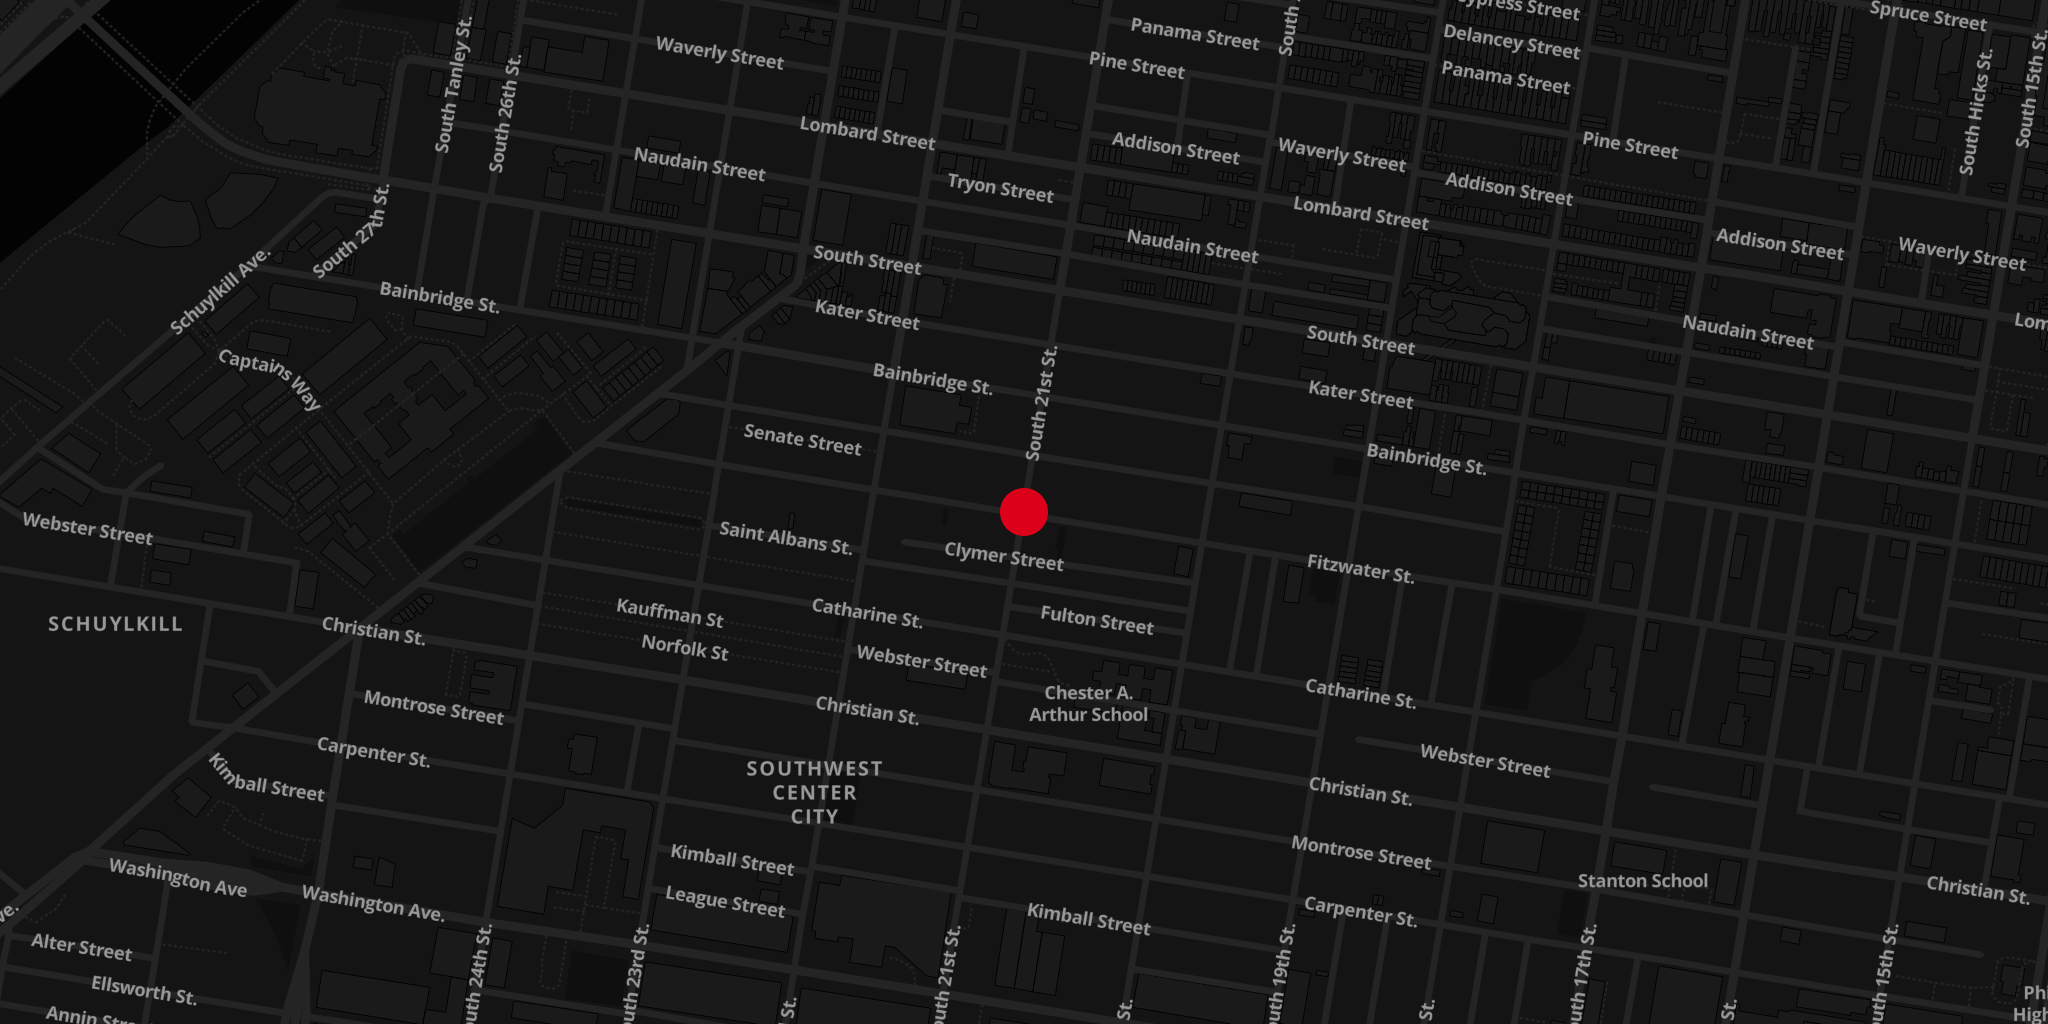 Cypress Street
Spruce Street
Panama Street
Delancey Street
Waverly Street
Pine Street
Panama Street
South Tanley St.
South 26th St.
South Hicks St.
South 15th St.
Lombard Street
Addison Street
Waverly Street
Pine Street
Naudain Street
Tryon Street
Addison Street
South 27th St.
Lombard Street
Naudain Street
Addison Street
Waverly Street
Schuylkill Ave.
South Street
Bainbridge St.
Kater Street
South Street
Naudain Street
Captains Way
Bainbridge St.
South 21st St.
Kater Street
Senate Street
Bainbridge St.
Webster Street
Saint Albans St.
Clymer Street
Fitzwater St.
SCHUYLKILL
Christian St.
Kauffman St
Catharine St.
Fulton Street
Norfolk St
Webster Street
Chester A.
Arthur School
Catharine St.
Montrose Street
Christian St.
Carpenter St.
Webster Street
Kimball Street
SOUTHWEST
CENTER
CITY
Christian St.
Kimball Street
Montrose Street
Washington Ave
Washington Ave.
League Street
Stanton School
Christian St.
Kimball Street
Carpenter St.
Alter Street
Ellsworth St.
South 24th St.
South 23rd St.
South 21st St.
South 19th St.
South 17th St.
South 15th St.
St.
St.
St.
St.